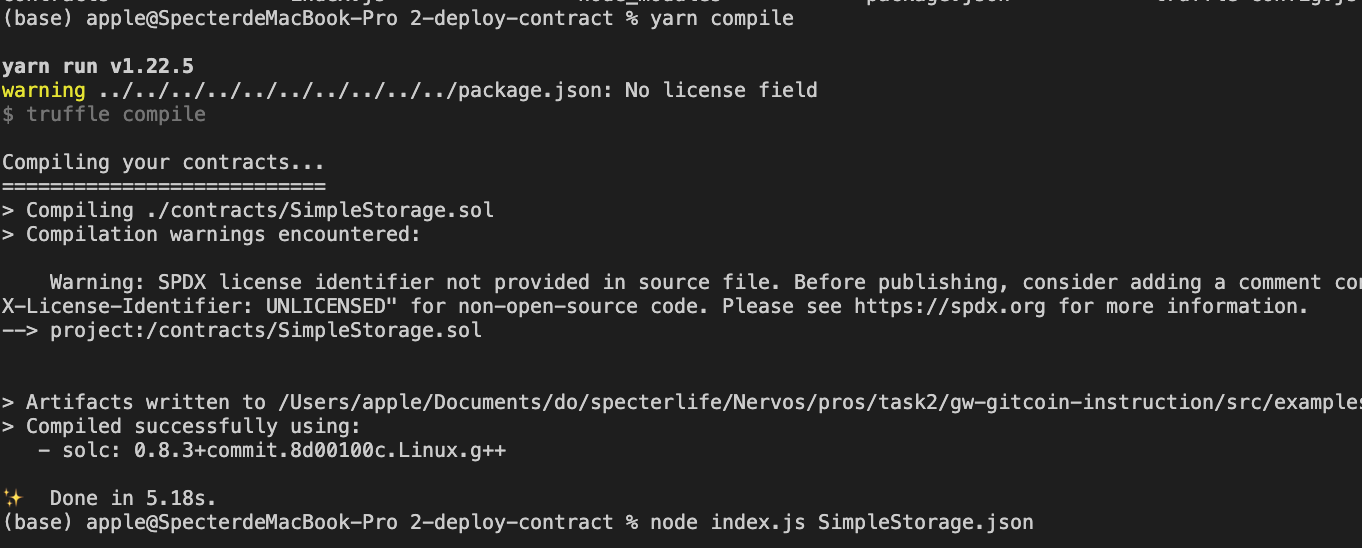 (base) apple@SpecterdeMacBook-Pro 2-deploy-contract % yarn compile
yarn run v1.22.5
warning ../../../../../../../../../../package.json: No license field
$ truffle compile
Compiling your contracts...
===========================
> Compiling ./contracts/SimpleStorage.sol
> Compilation warnings encountered:
Warning: SPDX license identifier not provided in source file. Before publishing, consider adding a comment
X-License-Identifier: UNLICENSED" for non-open-source code. Please see https://spdx.org for more information.
--> project:/contracts/SimpleStorage.sol
> Artifacts written to /Users/apple/Documents/do/specterlife/Nervos/pros/task2/gw-gitcoin-instruction/src/examples
> Compiled successfully using:
- solc: 0.8.3+commit.8d00100c.Linux.g++
✨ Done in 5.18s.
(base) apple@SpecterdeMacBook-Pro 2-deploy-contract % node index.js SimpleStorage.json